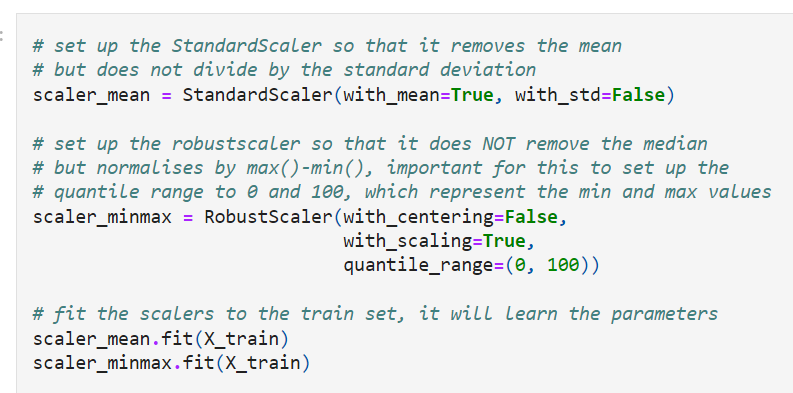 # set up the StandardScaler so that it removes the mean
# but does not divide by the standard deviation
scaler_mean = StandardScaler(with_mean=True, with_std=False)
# set up the robustscaler so that it does NOT remove the median
# but normalises by max()-min(), important for this to set up the
# quantile range to 0 and 100, which represent the min and max values
scaler_minmax = RobustScaler(with_centering=False,
with_scaling=True,
quantile_range=(0, 100))
# fit the scalers to the train set, it will learn the parameters
scaler_mean.fit(X_train)
scaler_minmax.fit(X_train)